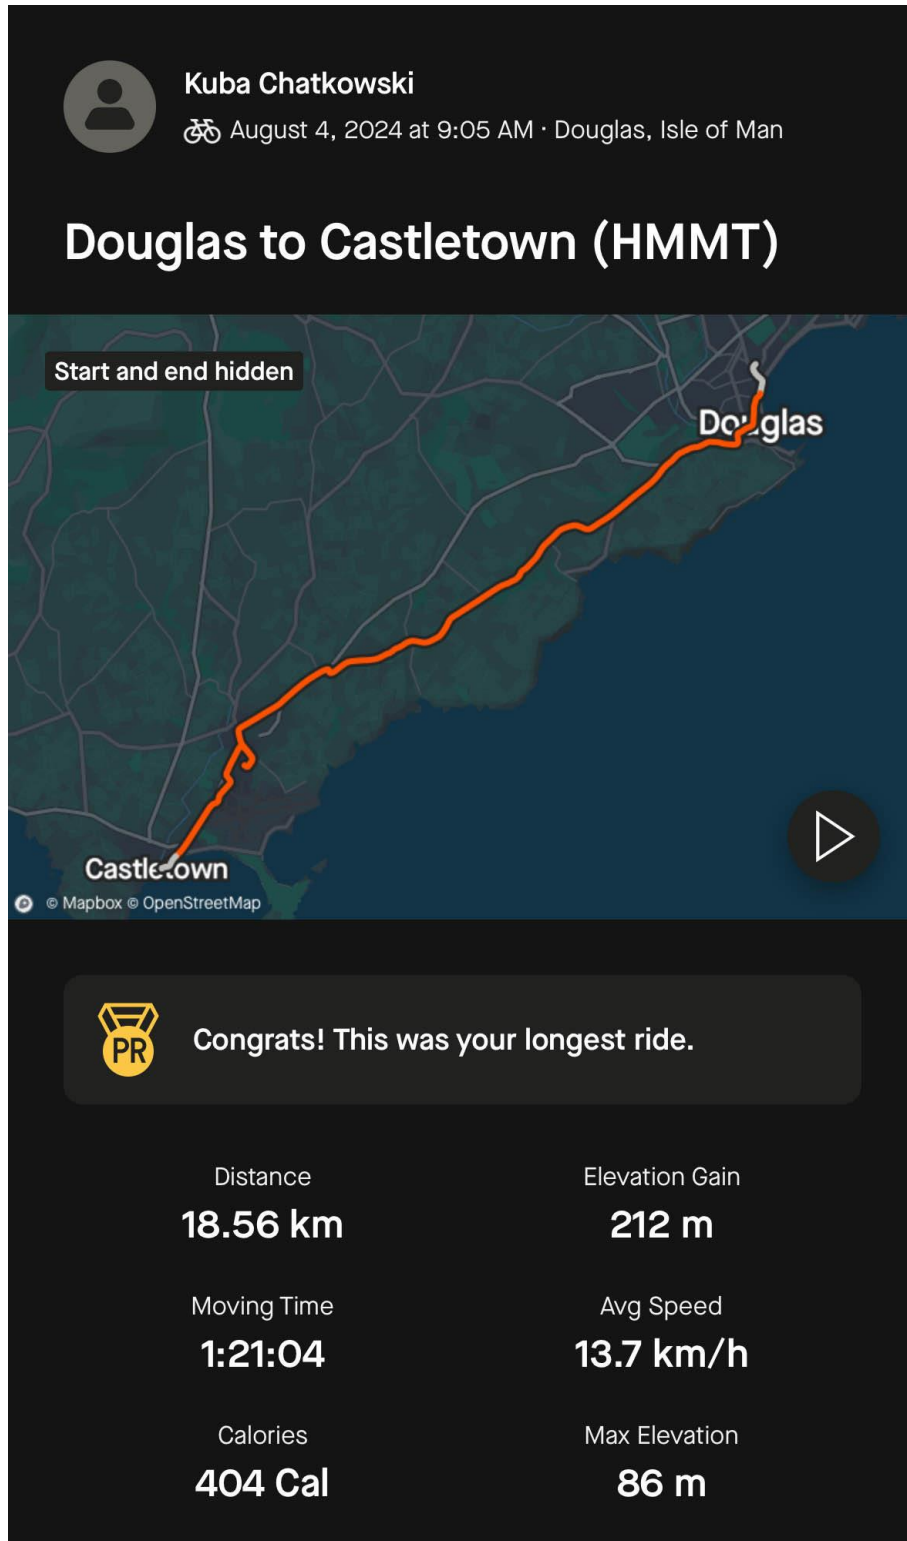 Kuba Chatkowski
August 4, 2024 at 9:05 AM · Douglas, Isle of Man
Douglas to Castletown (HMMT)
Start and end hidden
Douglas
Castletown
© Mapbox © OpenStreetMap
PR
Congrats! This was your longest ride.
Distance
Elevation Gain
18.56 km
212 m
Moving Time
Avg Speed
1:21:04
13.7 km/h
Calories
Max Elevation
404 Cal
86 m